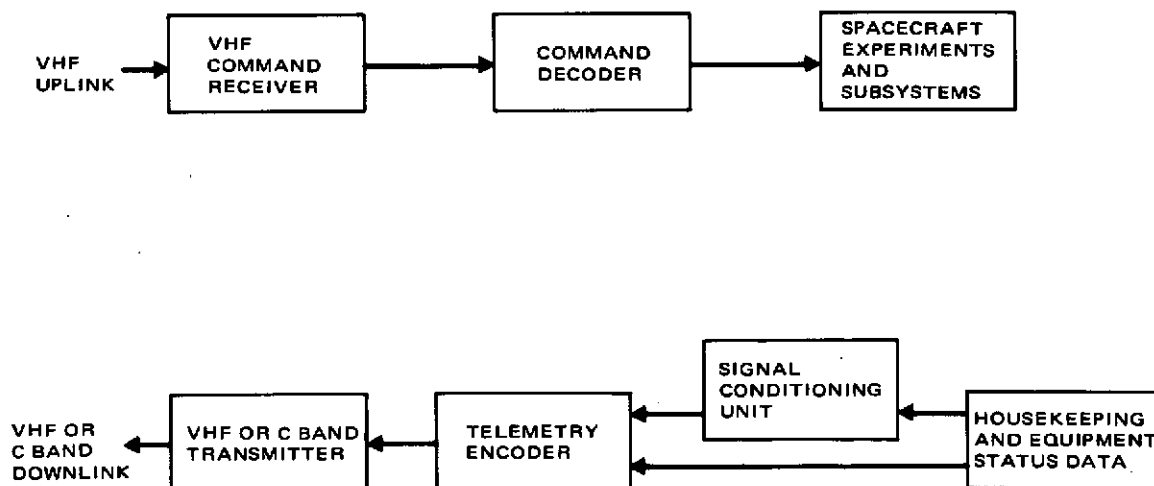 VHF
UPLINK
VHF
COMMAND
RECEIVER
COMMAND
DECODER
SPACECRAFT
EXPERIMENTS
AND
SUBSYSTEMS
SIGNAL
CONDITIONING
UNIT
VHF OR
C BAND
DOWNLINK
VHF OR C BAND
TRANSMITTER
TELEMETRY
ENCODER
HOUSEKEEPING
AND EQUIPMENT
STATUS DATA